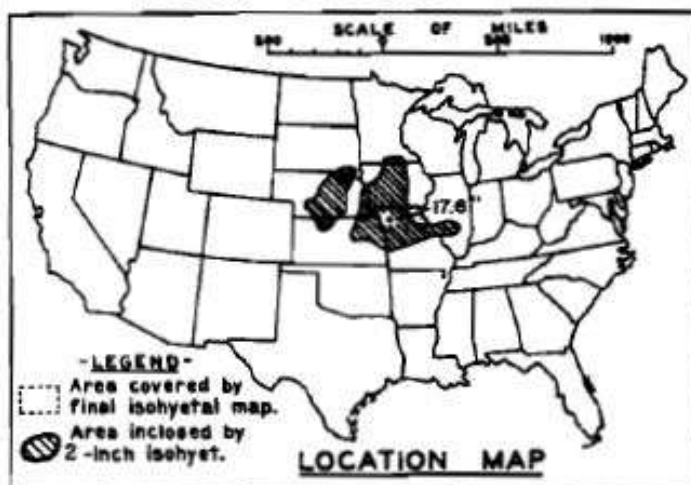 SCALE OF MILES
500 0 500 1000
17.6"
-LEGEND-
Area covered by
final isohyetal map.
Area inclosed by
2-inch isohyet.
LOCATION MAP